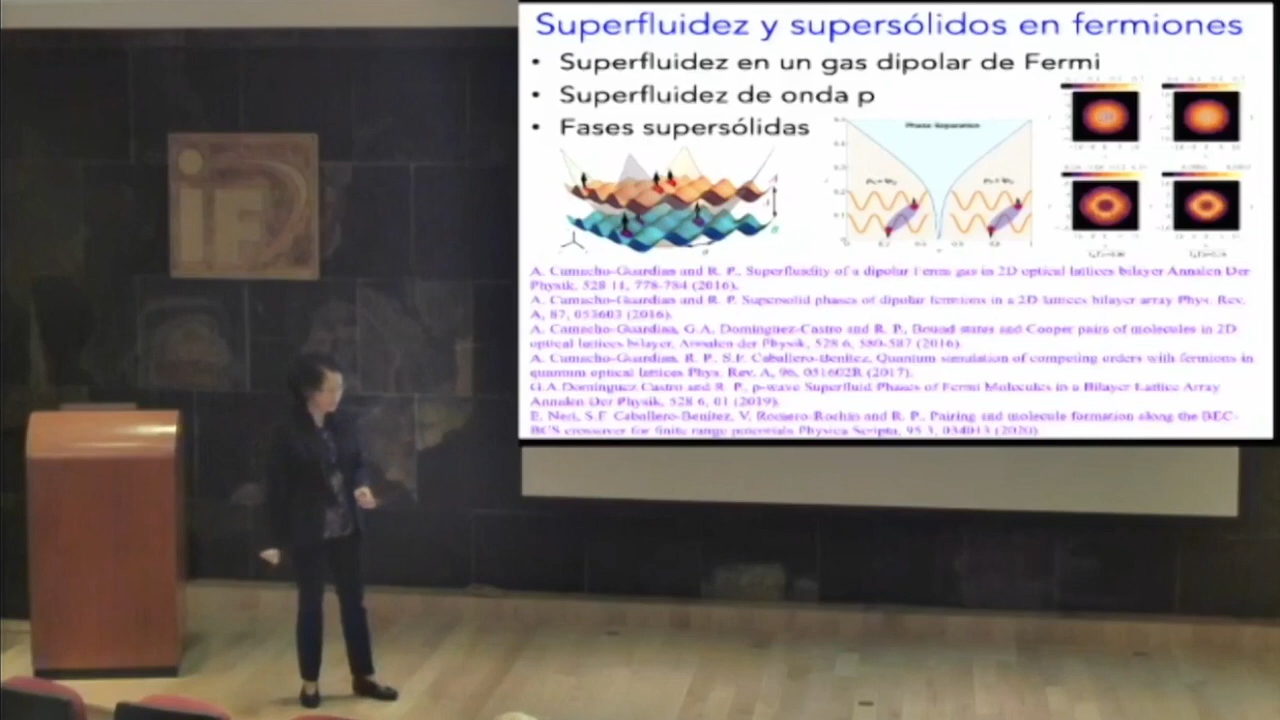 Superfluidez y supersólidos en fermiones
• Superfluidez en un gas dipolar de Fermi
• Superfluidez de onda p
• Fases supersólidas
Phase Separation
iF
A. Camacho-Guardian and R. P., Superfluidity of a dipolar Fermi gas in 2D optical lattices bilayer Annalen Der
Physik, 528 11, 778-784 (2016).
A. Camacho-Guardian and R. P. Supersolid phases of dipolar fermions in a 2D lattices bilayer array Phys. Rev.
A, 87, 053603 (2016).
A. Camacho-Guardian, G.A. Domínguez-Castro and R. P., Bound states and Cooper pairs of molecules in 2D
optical lattices bilayer, Annalen der Physik, 528 6, 580-587 (2016).
A. Camacho-Guardian, R. P., S.F. Caballero-Benitez, Quantum simulation of competing orders with fermions in
quantum optical lattices Phys. Rev. A, 96, 051602R (2017).
G.A Domínguez Castro and R. P., p-wave Superfluid Phases of Fermi Molecules in a Bilayer Lattice Array
Annalen Der Physik, 528 6, 01 (2019).
E. Neri, S.F. Caballero-Benitez, V. Romero-Rochin and R. P., Pairing and molecule formation along the BEC-
BCS crossover for finite range potentials Physica Scripta, 95 3, 034013 (2020).